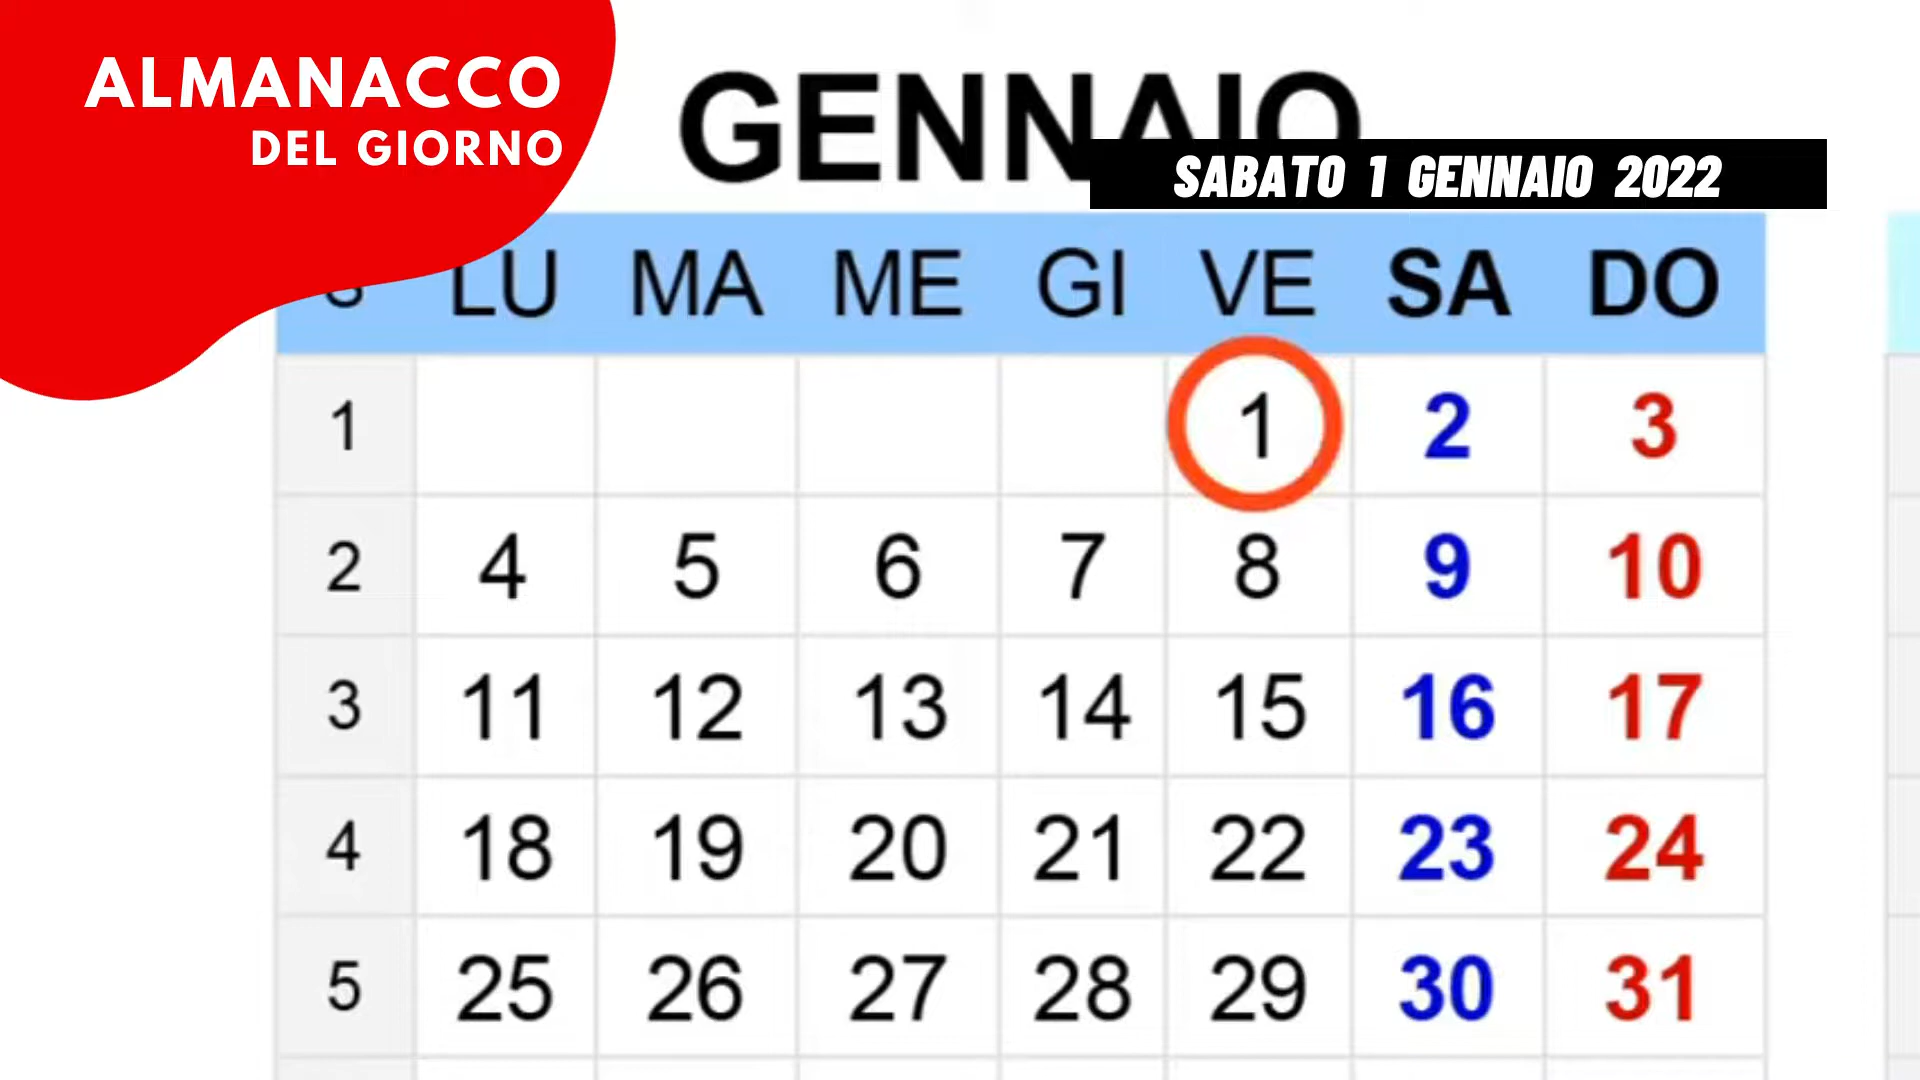 ALMANACCO
DEL GIORNO
GENNAIO
SABATO 1 GENNAIO 2022
S LU MA ME GI VE SA DO
1 1 2 3
2 4 5 6 7 8 9 10
3 11 12 13 14 15 16 17
4 18 19 20 21 22 23 24
5 25 26 27 28 29 30 31